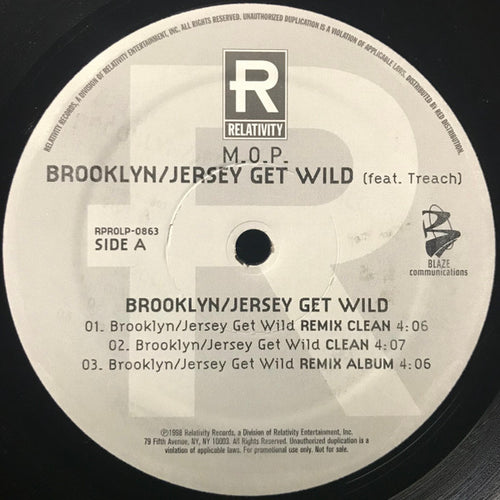 RELATIVITY RECORDS, A DIVISION OF RELATIVITY ENTERTAINMENT, INC. ALL RIGHTS RESERVED. UNAUTHORIZED DUPLICATION IS A VIOLATION OF APPLICABLE LAWS. DISTRIBUTED BY RED DISTRIBUTION.
R
RELATIVITY
M.O.P.
BROOKLYN/JERSEY GET WILD (feat. Treach)
RPROLP-0863
SIDE A
BLAZE
communications
BROOKLYN/JERSEY GET WILD
01. Brooklyn/Jersey Get Wild REMIX CLEAN 4:06
02. Brooklyn/Jersey Get Wild CLEAN 4:07
03. Brooklyn/Jersey Get Wild REMIX ALBUM 4:06
℗1998 Relativity Records, a Division of Relativity Entertainment, Inc.
79 Fifth Avenue, NY, NY 10003. All Rights Reserved. Unauthorized duplication is a
violation of applicable laws. For promotional use only. Not for sale.